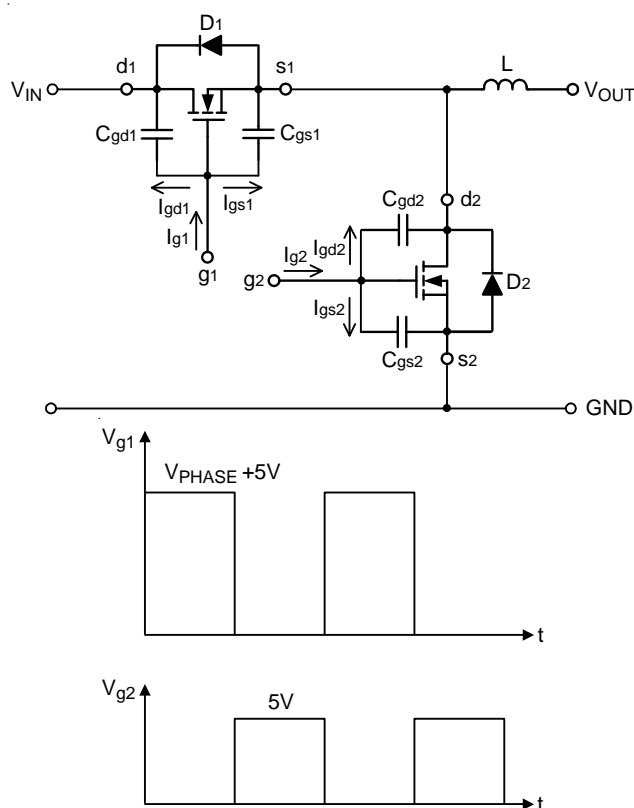 D1
d1
s1
L
VIN
VOUT
Cgd1
Cgs1
Igd1
Igs1
Ig1
g1
Cgd2
d2
Ig2
Igd2
g2
D2
Igs2
Cgs2
s2
GND
Vg1
VPHASE +5V
t
Vg2
5V
t